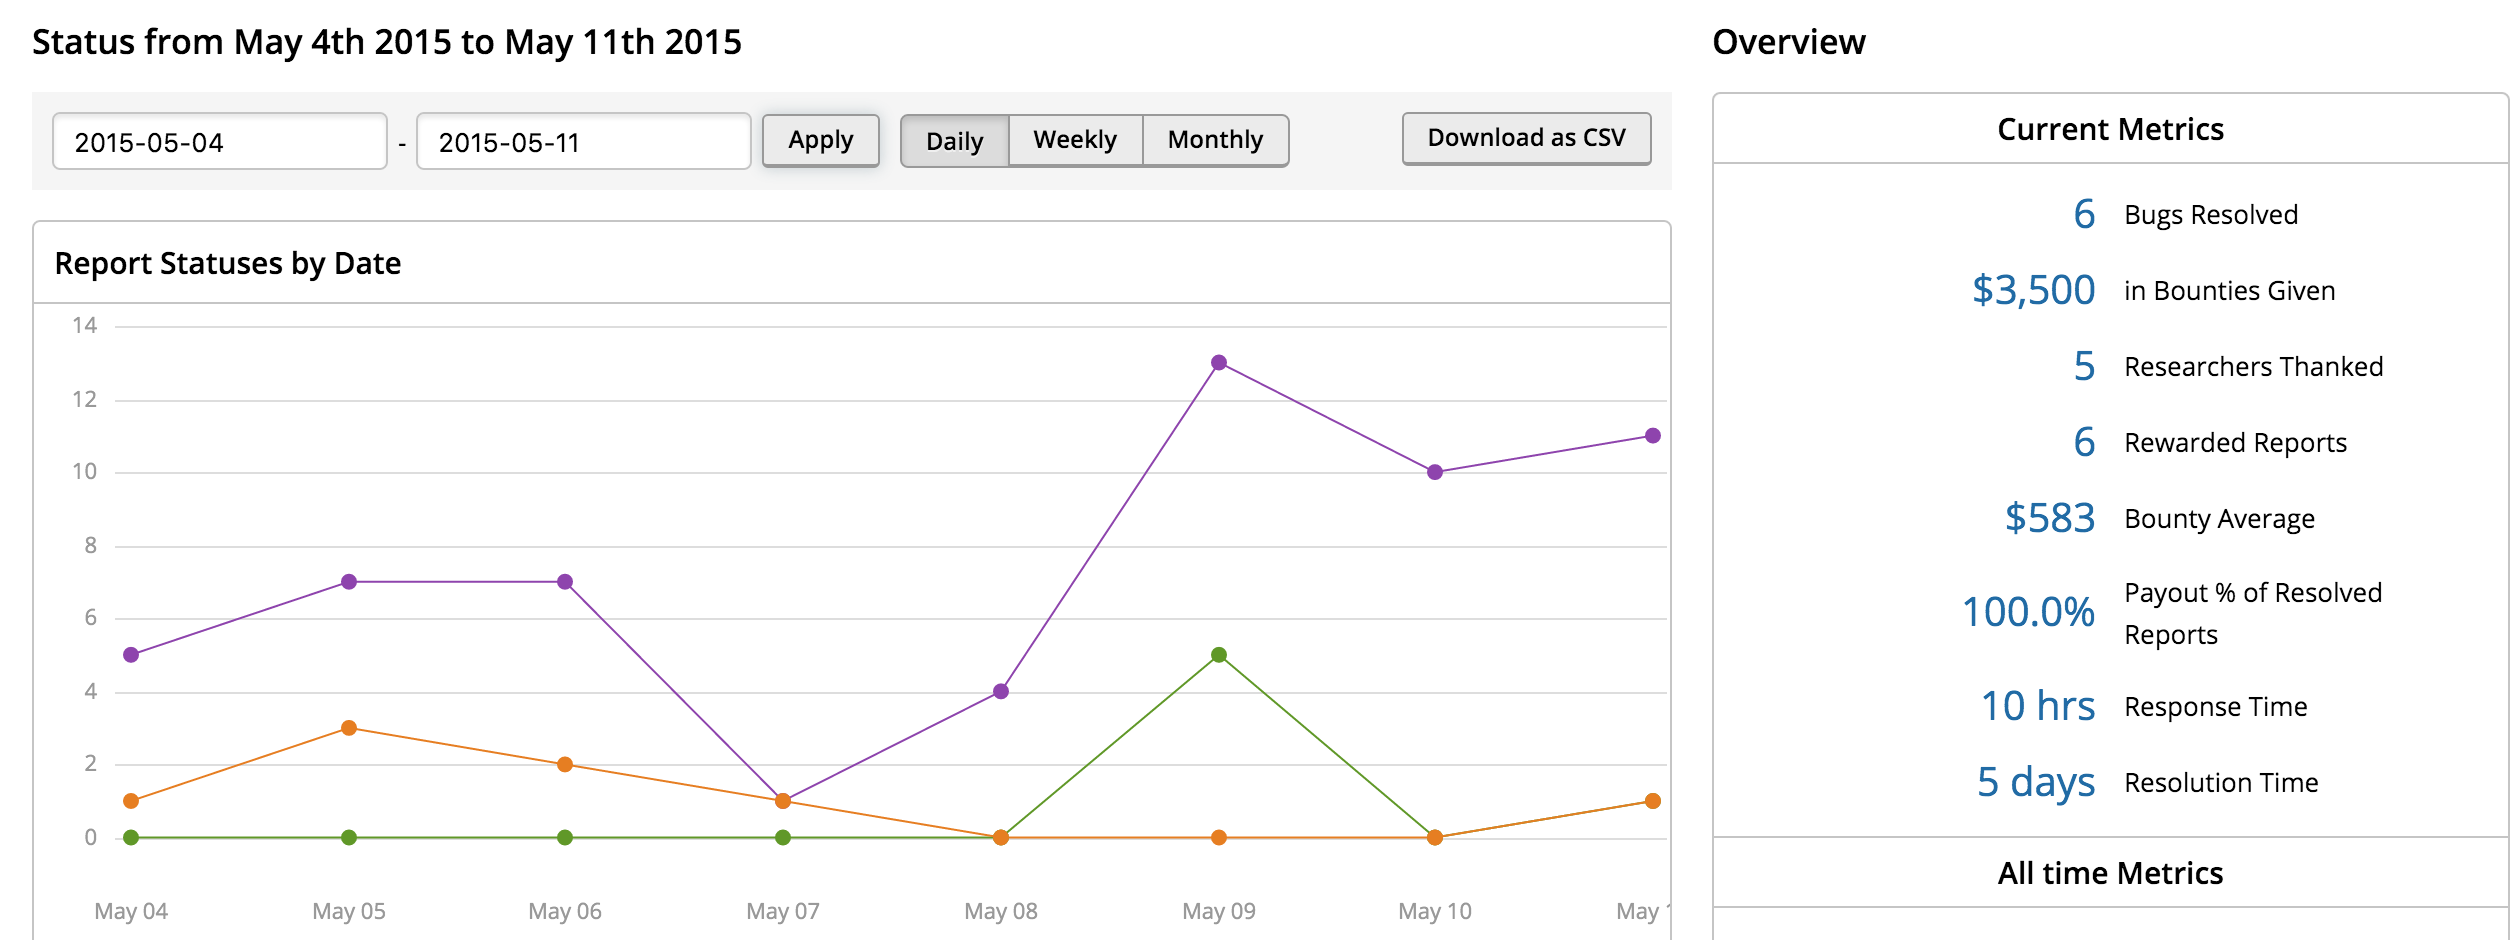 Status from May 4th 2015 to May 11th 2015
2015-05-04 - 2015-05-11 Apply Daily Weekly Monthly Download as CSV
Report Statuses by Date
14
12
10
8
6
4
2
0
May 04 May 05 May 06 May 07 May 08 May 09 May 10 May
Overview
Current Metrics
6 Bugs Resolved
$3,500 in Bounties Given
5 Researchers Thanked
6 Rewarded Reports
$583 Bounty Average
100.0% Payout % of Resolved
Reports
10 hrs Response Time
5 days Resolution Time
All time Metrics